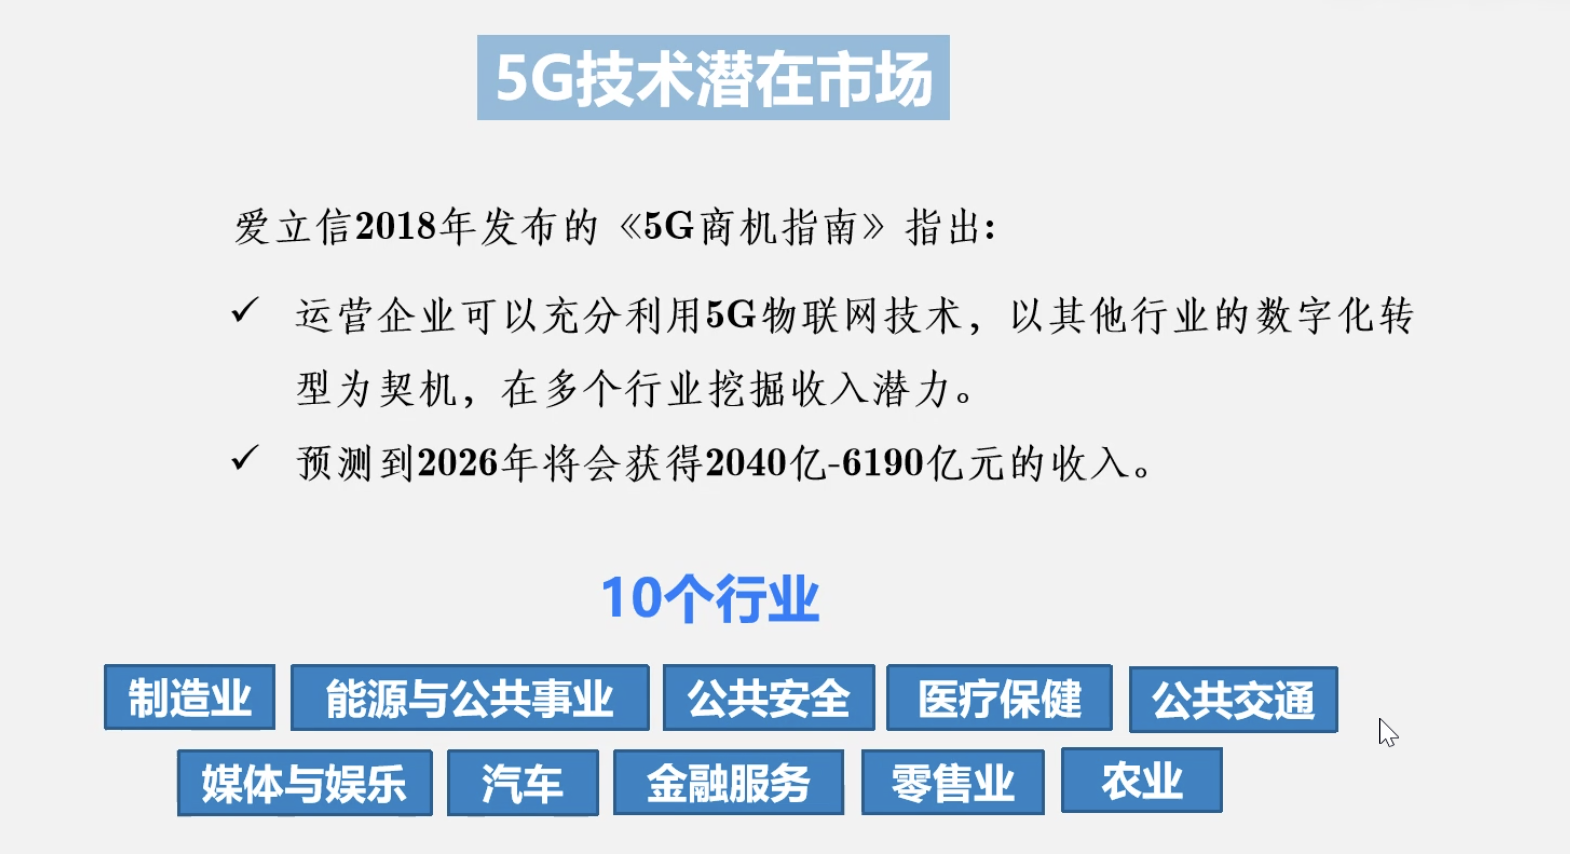 5G技术潜在市场
爱立信2018年发布的《5G商机指南》指出:
✓ 运营企业可以充分利用5G物联网技术，以其他行业的数字化转
型为契机，在多个行业挖掘收入潜力。
✓ 预测到2026年将会获得2040亿-6190亿元的收入。
10个行业
制造业 能源与公共事业 公共安全 医疗保健 公共交通
媒体与娱乐 汽车 金融服务 零售业 农业